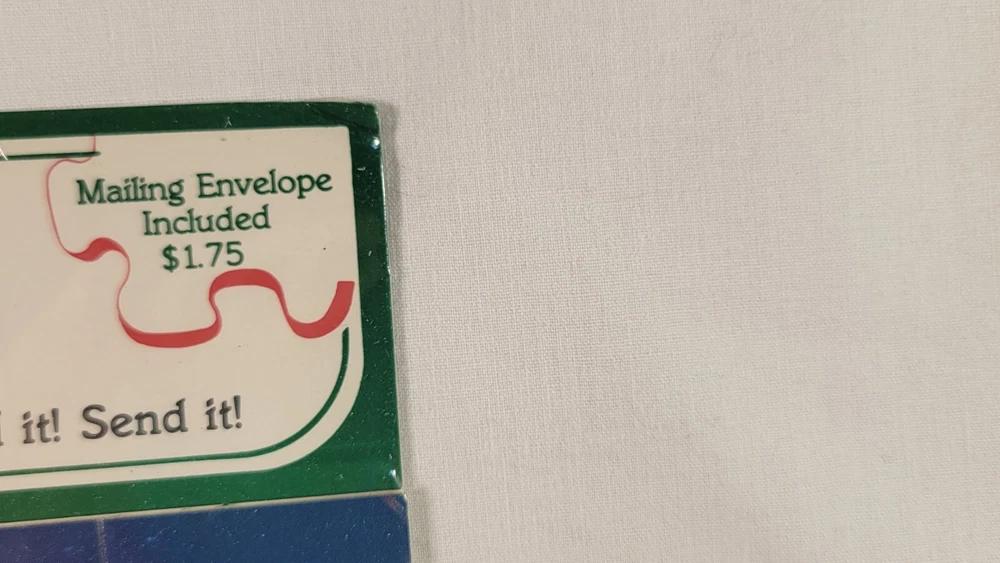 Mailing Envelope
Included
$1.75
it! Send it!